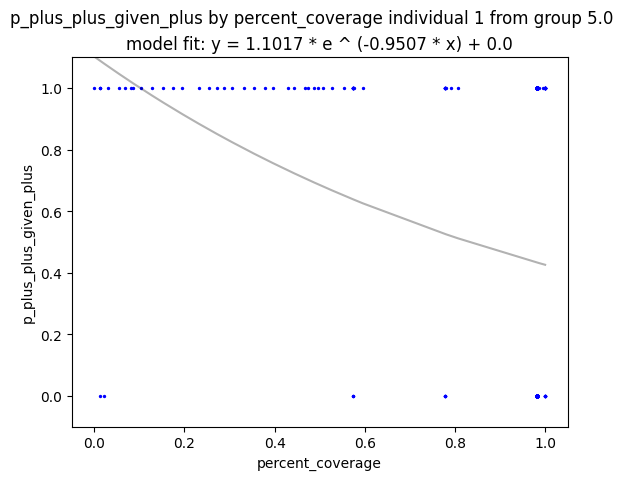 p_plus_plus_given_plus by percent_coverage individual 1 from group 5.0
model fit: y = 1.1017 * e ^ (-0.9507 * x) + 0.0
1.0
0.8
0.6
0.4
0.2
0.0
p_plus_plus_given_plus
0.0 0.2 0.4 0.6 0.8 1.0
percent_coverage